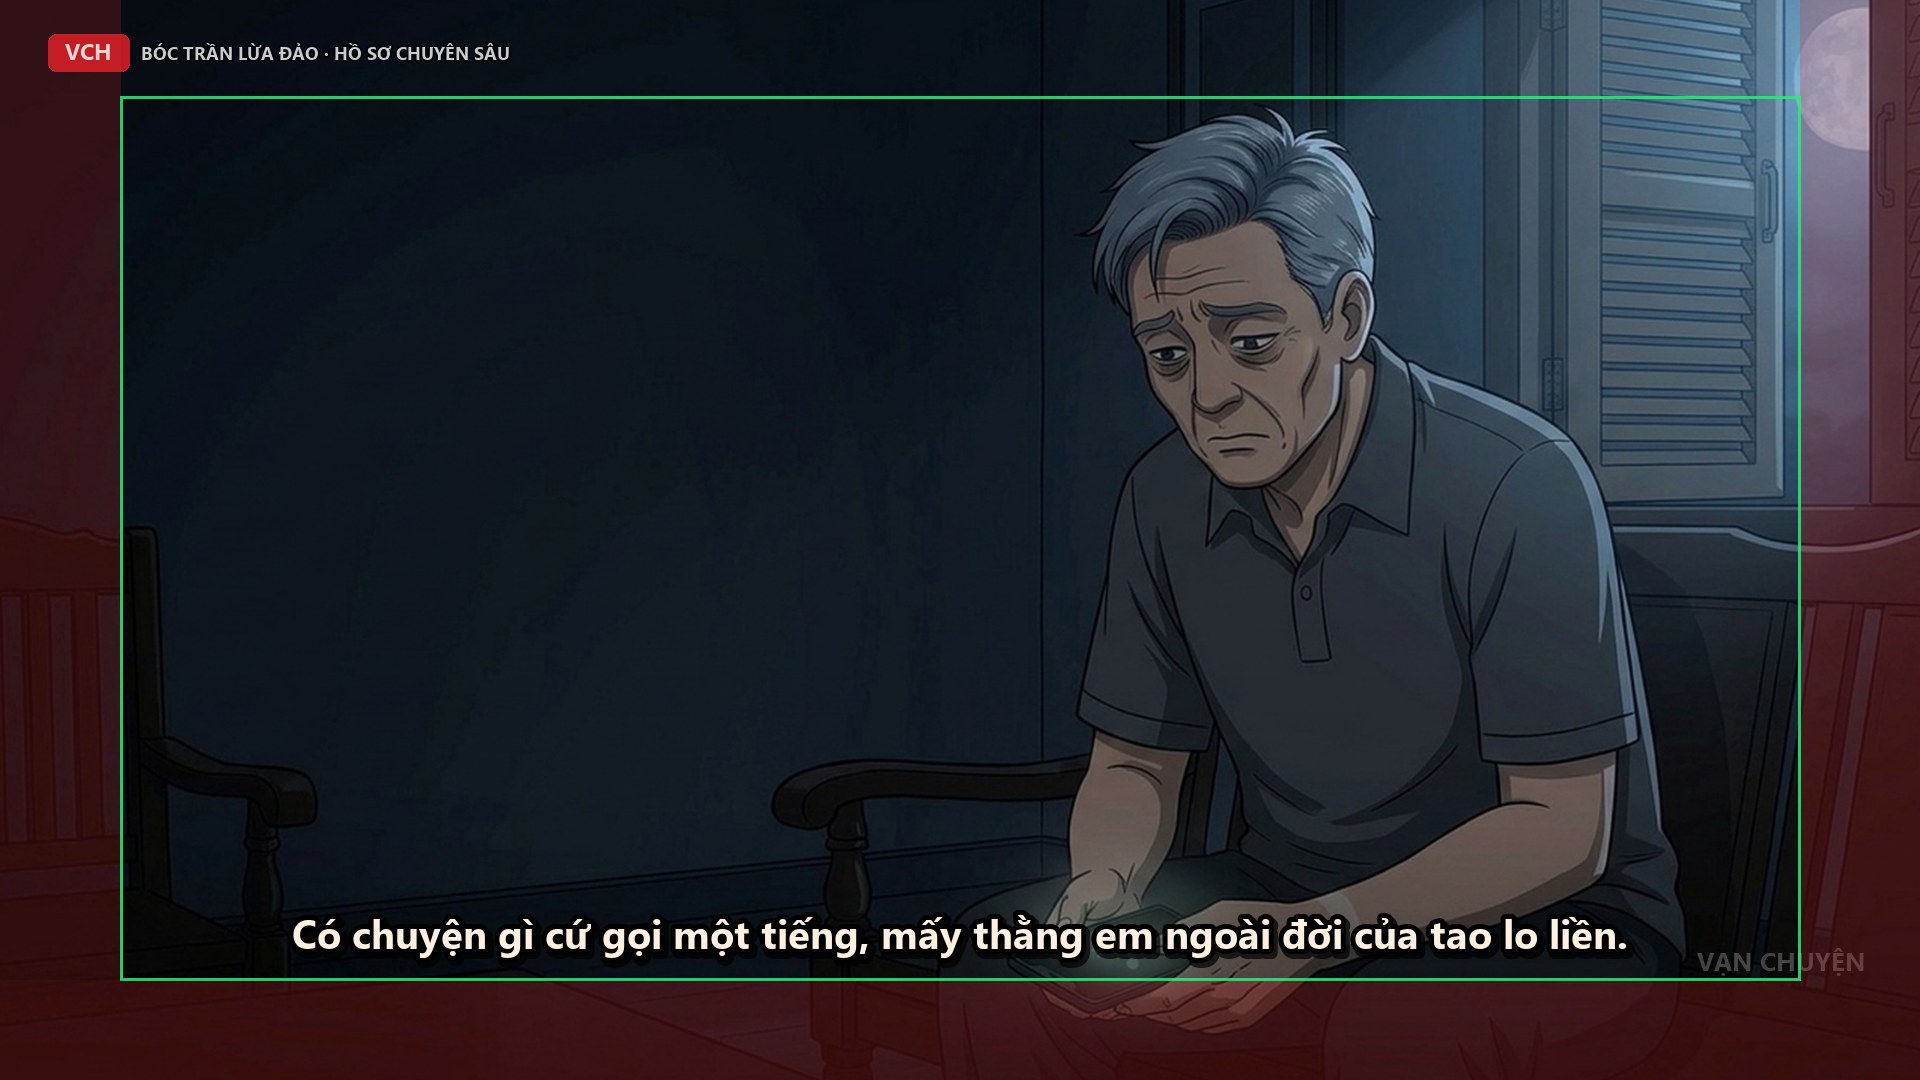 VCH BÓC TRẦN LỪA ĐẢO · HỒ SƠ CHUYÊN SÂU
Có chuyện gì cứ gọi một tiếng, mấy thằng em ngoài đời của tao lo liền.
VẠN CHUYỆN